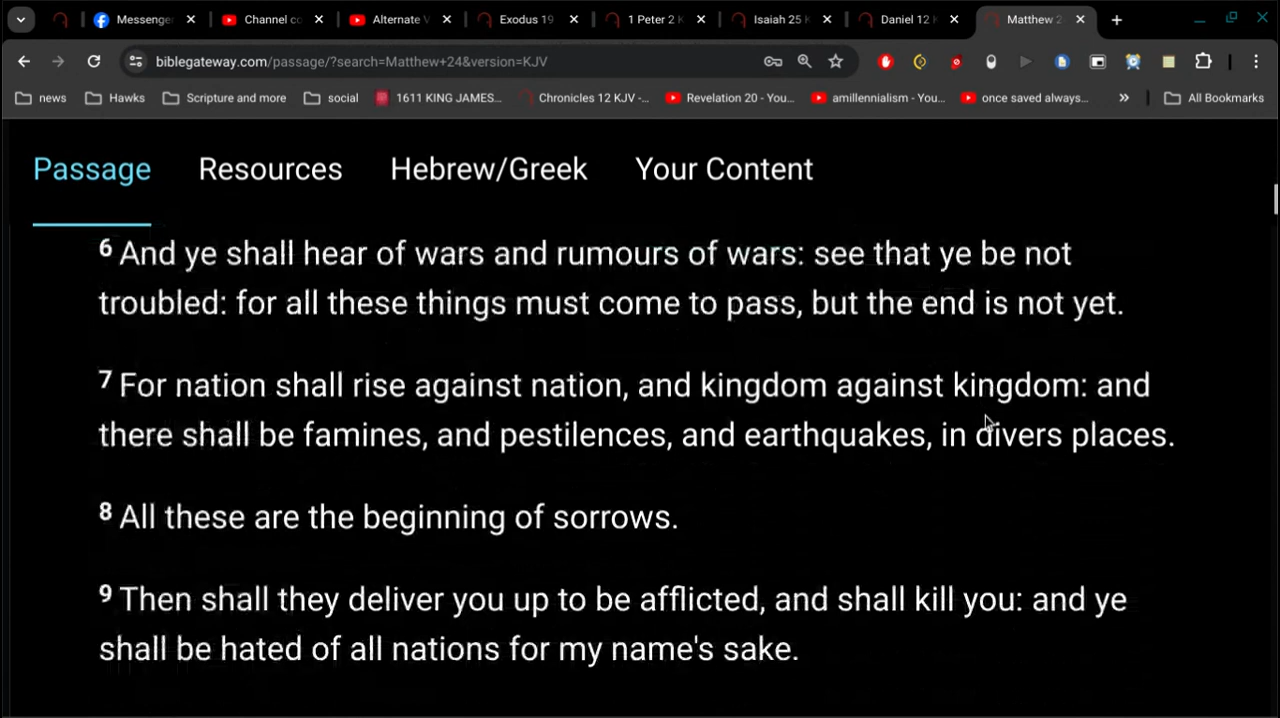 Messenger
Channel co
Alternate V
Exodus 19
1 Peter 2 K
Isaiah 25 K
Daniel 12 K
Matthew 2
biblegateway.com/passage/?search=Matthew+24&version=KJV
news
Hawks
Scripture and more
social
1611 KING JAMES...
Chronicles 12 KJV -...
Revelation 20 - You...
amillennialism - You...
once saved always...
All Bookmarks
Passage
Resources
Hebrew/Greek
Your Content
6 And ye shall hear of wars and rumours of wars: see that ye be not
troubled: for all these things must come to pass, but the end is not yet.
7 For nation shall rise against nation, and kingdom against kingdom: and
there shall be famines, and pestilences, and earthquakes, in divers places.
8 All these are the beginning of sorrows.
9 Then shall they deliver you up to be afflicted, and shall kill you: and ye
shall be hated of all nations for my name's sake.